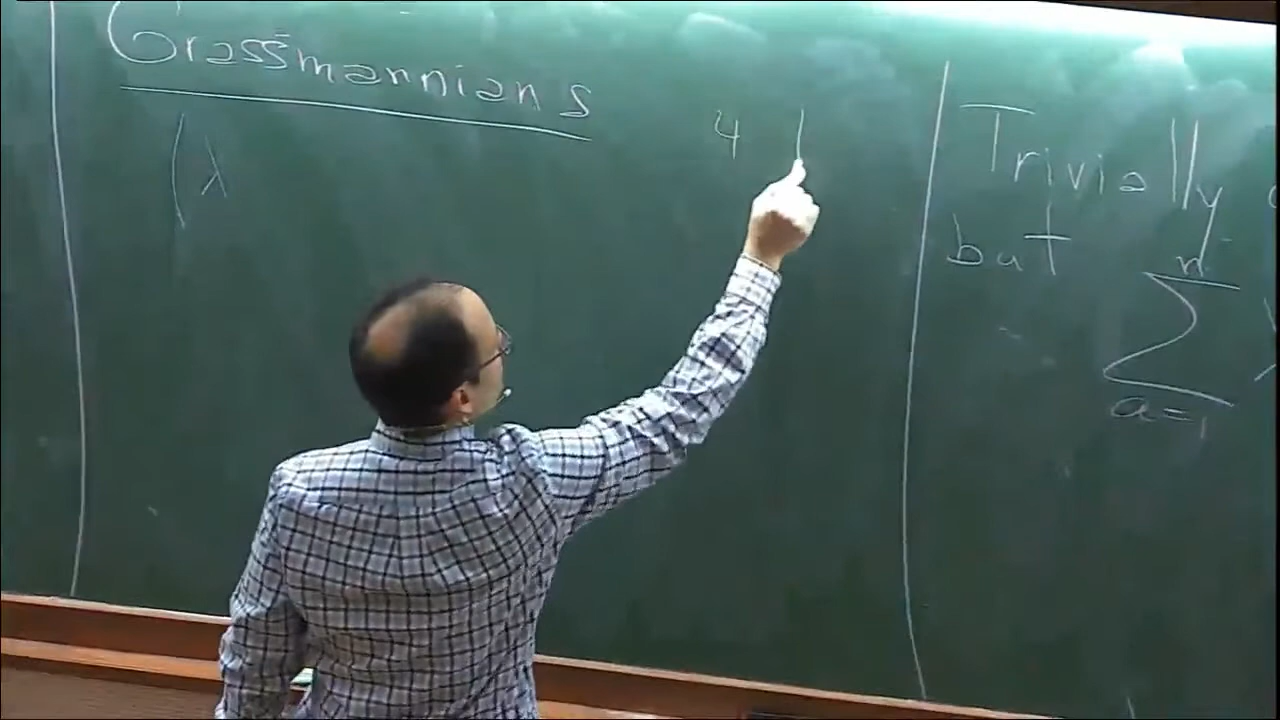 Grassmannians
(λ
4 |
Trivially
but
n
∑
a=1